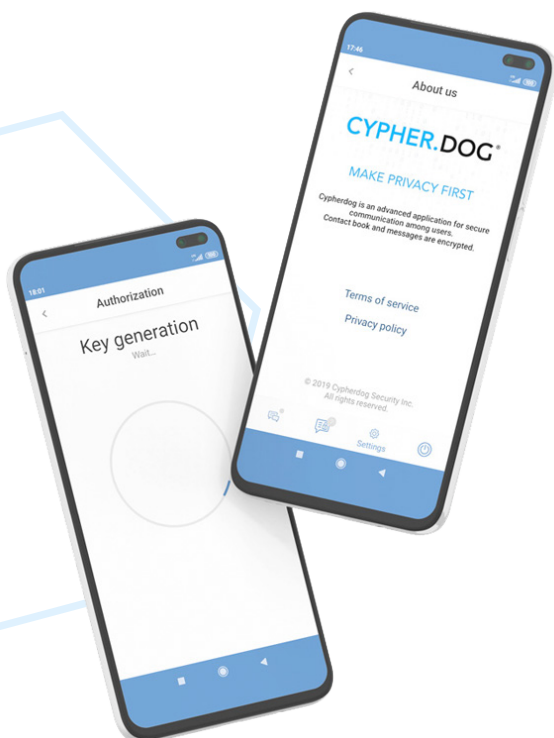 17:46
About us
CYPHER.DOG®
MAKE PRIVACY FIRST
Cypherdog is an advanced application for secure
communication among users.
Contact book and messages are encrypted.
Terms of service
Privacy policy
© 2019 Cypherdog Security Inc.
All rights reserved.
Settings
18:01
Authorization
Key generation
Wait...